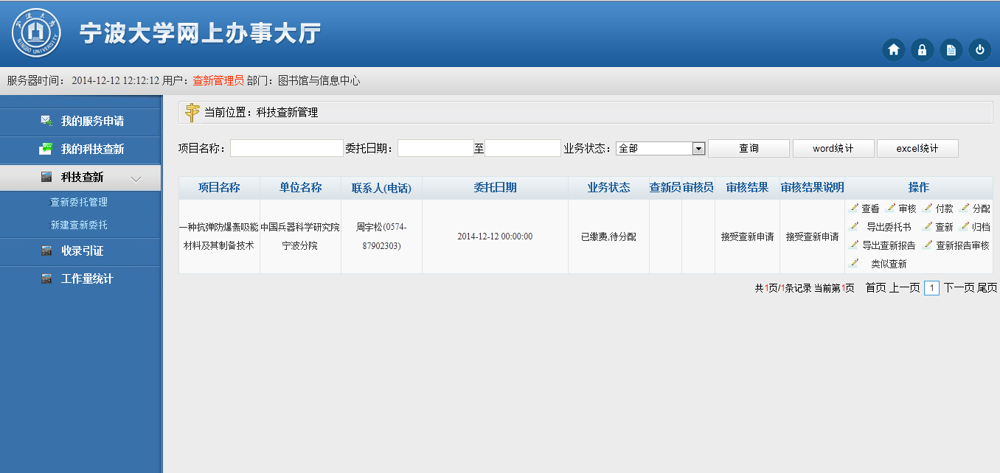 宁波大学网上办事大厅
NINGBO UNIVERSITY
服务器时间： 2014-12-12 12:12:12 用户：查新管理员 部门：图书馆与信息中心
我的服务申请
我的科技查新
科技查新
查新委托管理
新建查新委托
收录引证
工作量统计
当前位置：科技查新管理
项目名称： 委托日期： 至 业务状态： 全部 查询 word统计 excel统计
项目名称 单位名称 联系人(电话) 委托日期 业务状态 查新员 审核员 审核结果 审核结果说明 操作
一种抗弹防爆轰吸能
材料及其制备技术
中国兵器科学研究院
宁波分院
周宇松(0574-
87902303)
2014-12-12 00:00:00
已缴费,待分配
接受查新申请
接受查新申请
查看 审核 付款 分配
导出委托书 查新 归档
导出查新报告 查新报告审核
类似查新
共1页/1条记录 当前第1页 首页 上一页 1 下一页 尾页